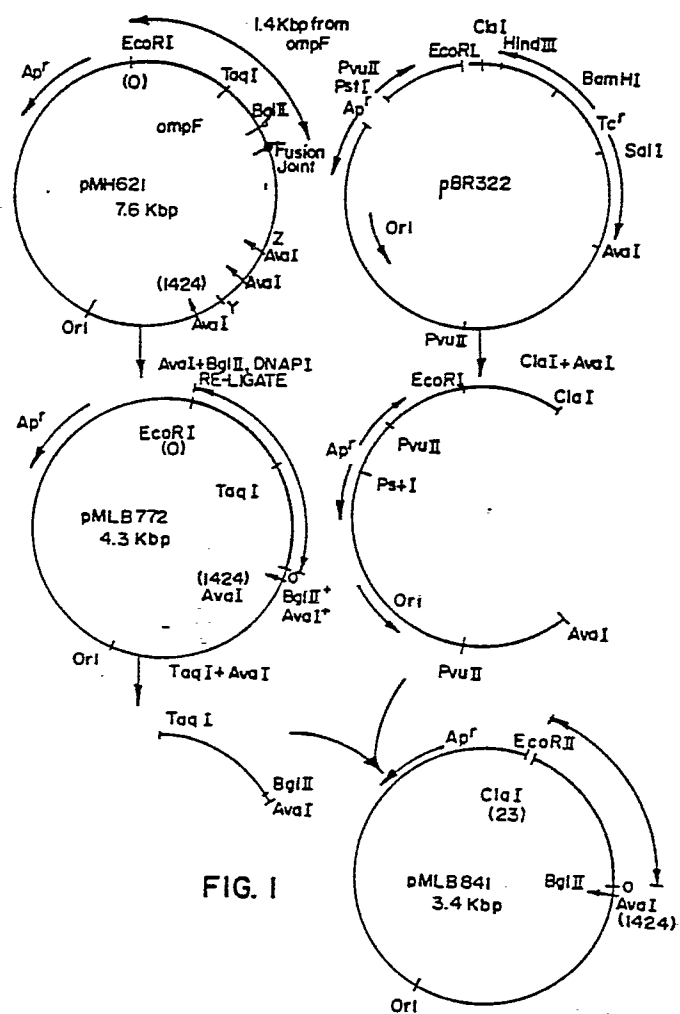 1.4 Kbp from
ompF
EcoRI
(0)
Apr
TaqI
BglII
ompF
Fusion
Joint
pMH621
7.6 Kbp
Z
AvaI
AvaI
(1424)
Y
AvaI
Ori
ClaI
EcoRI
HindIII
PvuII
PstI
Apr
BamHI
Tcr
SalI
pBR322
Ori
AvaI
PvuII
AvaI+BglII, DNAPI
RE-LIGATE
ClaI+AvaI
Apr
EcoRI
(0)
TaqI
pMLB772
4.3 Kbp
(1424)
AvaI
BglII+
AvaI+
Ori
TaqI+AvaI
EcoRI
ClaI
PvuII
Apr
Ps+I
Ori
AvaI
PvuII
TaqI
BglII
AvaI
Apr
EcoRII
ClaI
(23)
pMLB841
3.4 Kbp
BglII
O
AvaI
(1424)
Ori
FIG. 1